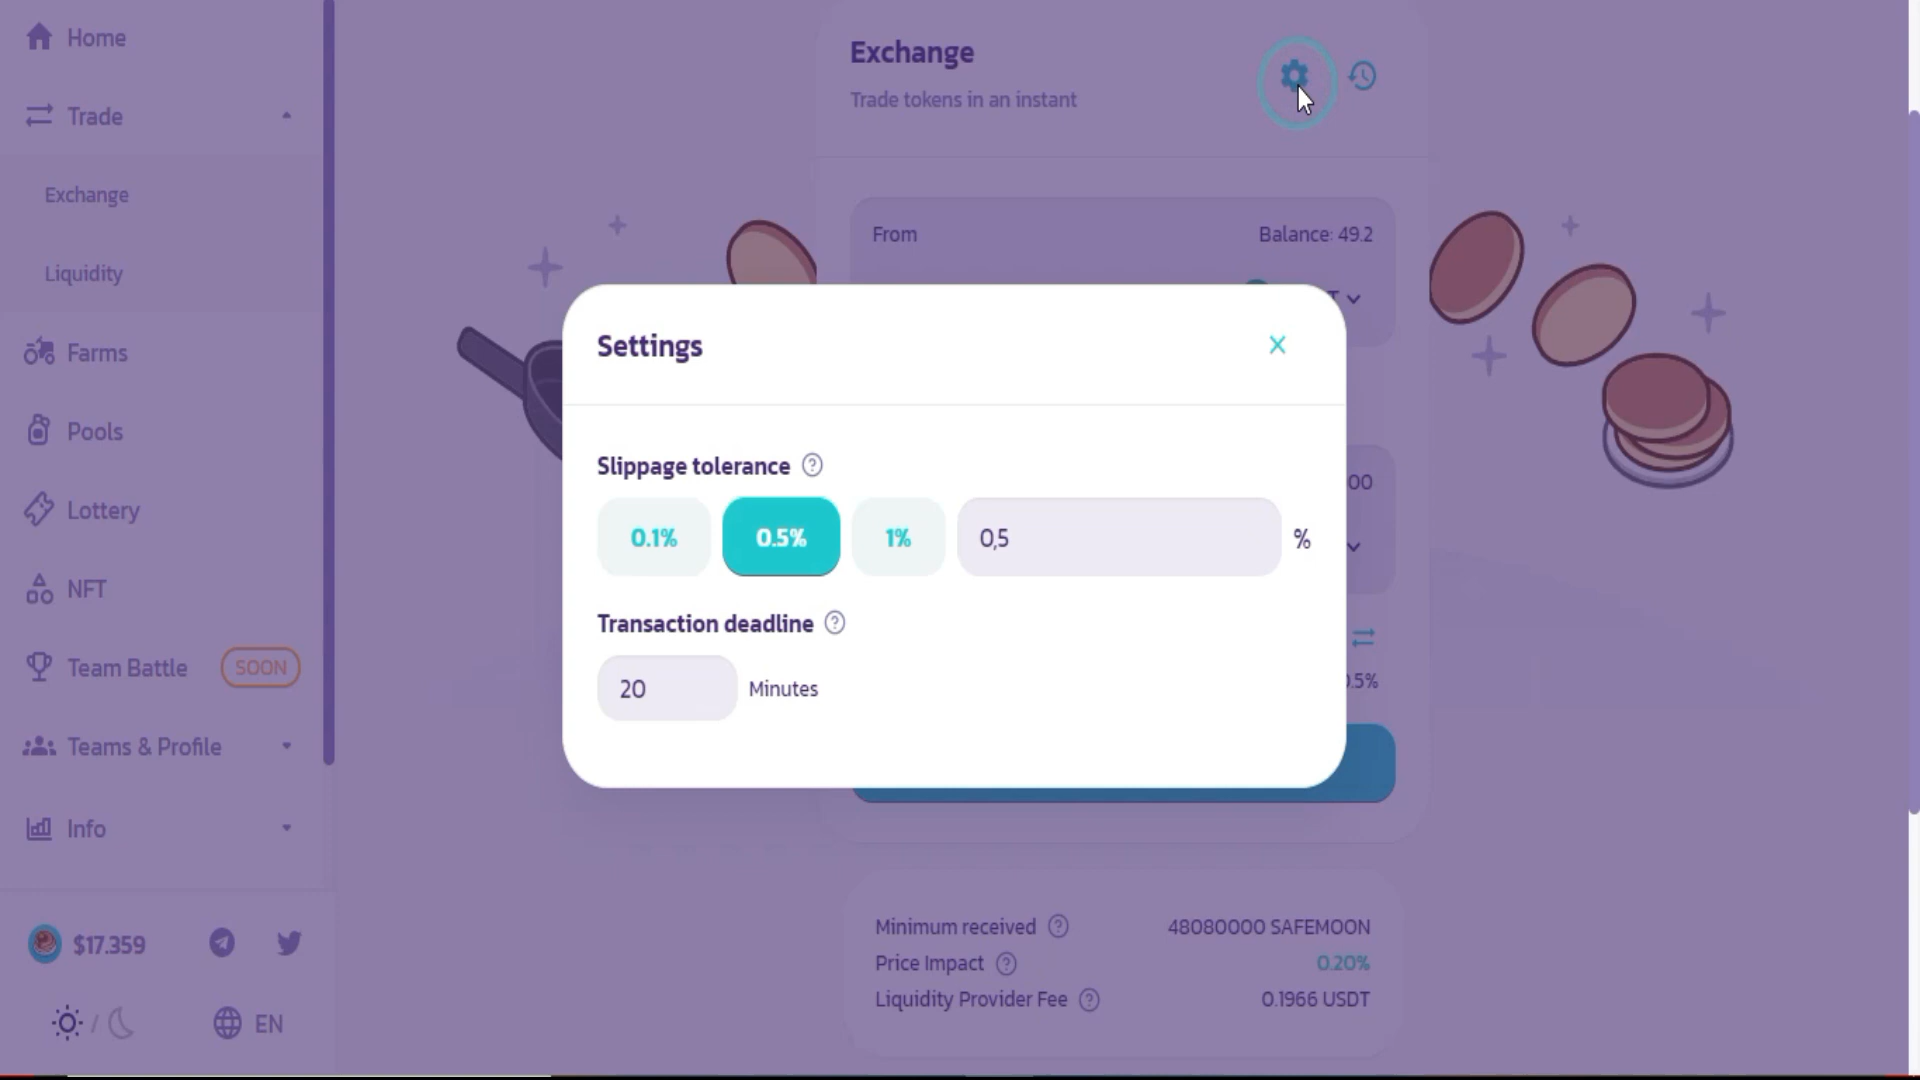 Home
Trade
Exchange
Liquidity
Farms
Pools
Lottery
NFT
Team Battle SOON
Teams & Profile
Info
$17.359
/ EN
Exchange
Trade tokens in an instant
From Balance: 49.2
T
Settings
Slippage tolerance ?
0.1% 0.5% 1% 0,5 %
Transaction deadline ?
20 Minutes
00
.5%
Minimum received ? 48080000 SAFEMOON
Price Impact ? 0.20%
Liquidity Provider Fee ? 0.1966 USDT